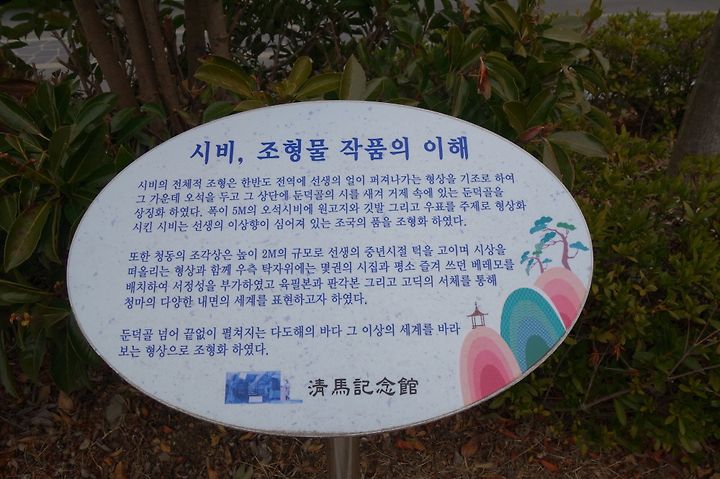 시비, 조형물 작품의 이해
시비의 전체적 조형은 한반도 전역에 선생의 얼이 퍼져나가는 형상을 기조로 하여
그 가운데 오석을 두고 그 상단에 둔덕골의 시를 새겨 거제 속에 있는 둔덕골을
상징화 하였다. 폭이 5M의 오석시비에 원고지와 깃발 그리고 우표를 주제로 형상화
시킨 시비는 선생의 이상향이 심어져 있는 조국의 품을 조형화 하였다.
또한 청동의 조각상은 높이 2M의 규모로 선생의 중년시절 턱을 고이며 시상을
떠올리는 형상과 함께 우측 탁자위에는 몇권의 시집과 평소 즐겨 쓰던 베레모를
배치하여 서정성을 부가하였고 육필본과 판각본 그리고 고딕의 서체를 통해
청마의 다양한 내면의 세계를 표현하고자 하였다.
둔덕골 넘어 끝없이 펼쳐지는 다도해의 바다 그 이상의 세계를 바라
보는 형상으로 조형화 하였다.
淸馬記念館